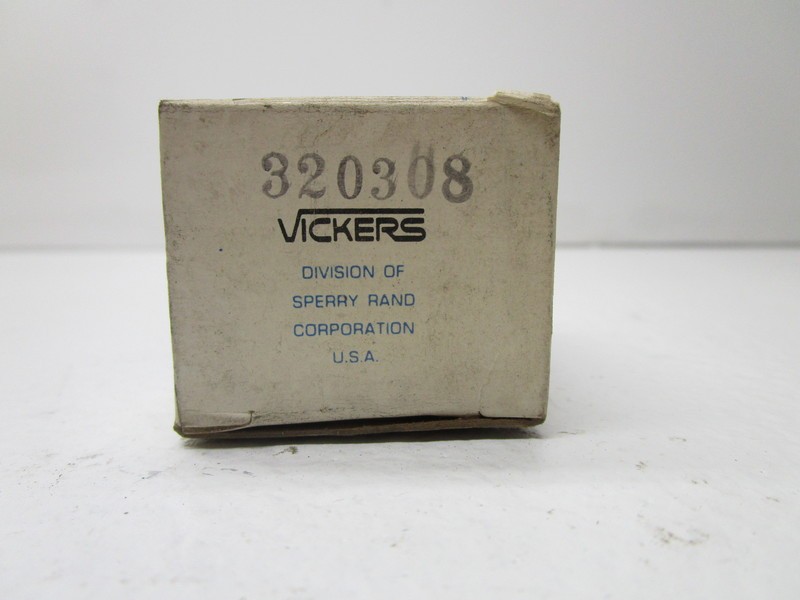 320308
VICKERS
DIVISION OF
SPERRY RAND
CORPORATION
U.S.A.